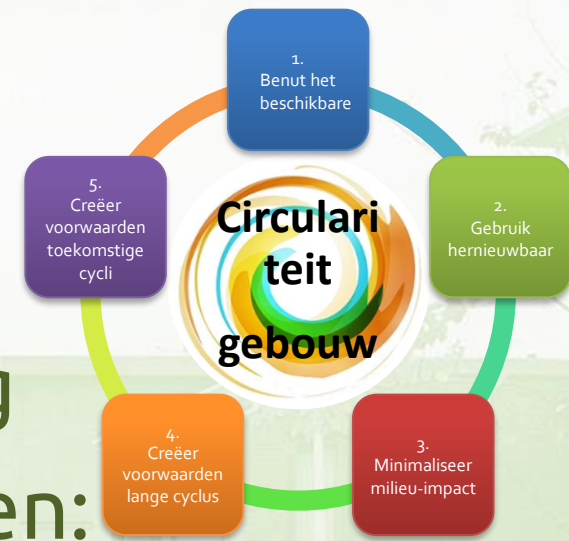 1.
Benut het
beschikbare
2.
Gebruik
hernieuwbaar
3.
Minimaliseer
milieu-impact
4.
Creëer
voorwaarden
lange cyclus
5.
Creëer
voorwaarden
toekomstige
cycli
Circulari
teit
gebouw
g
en: